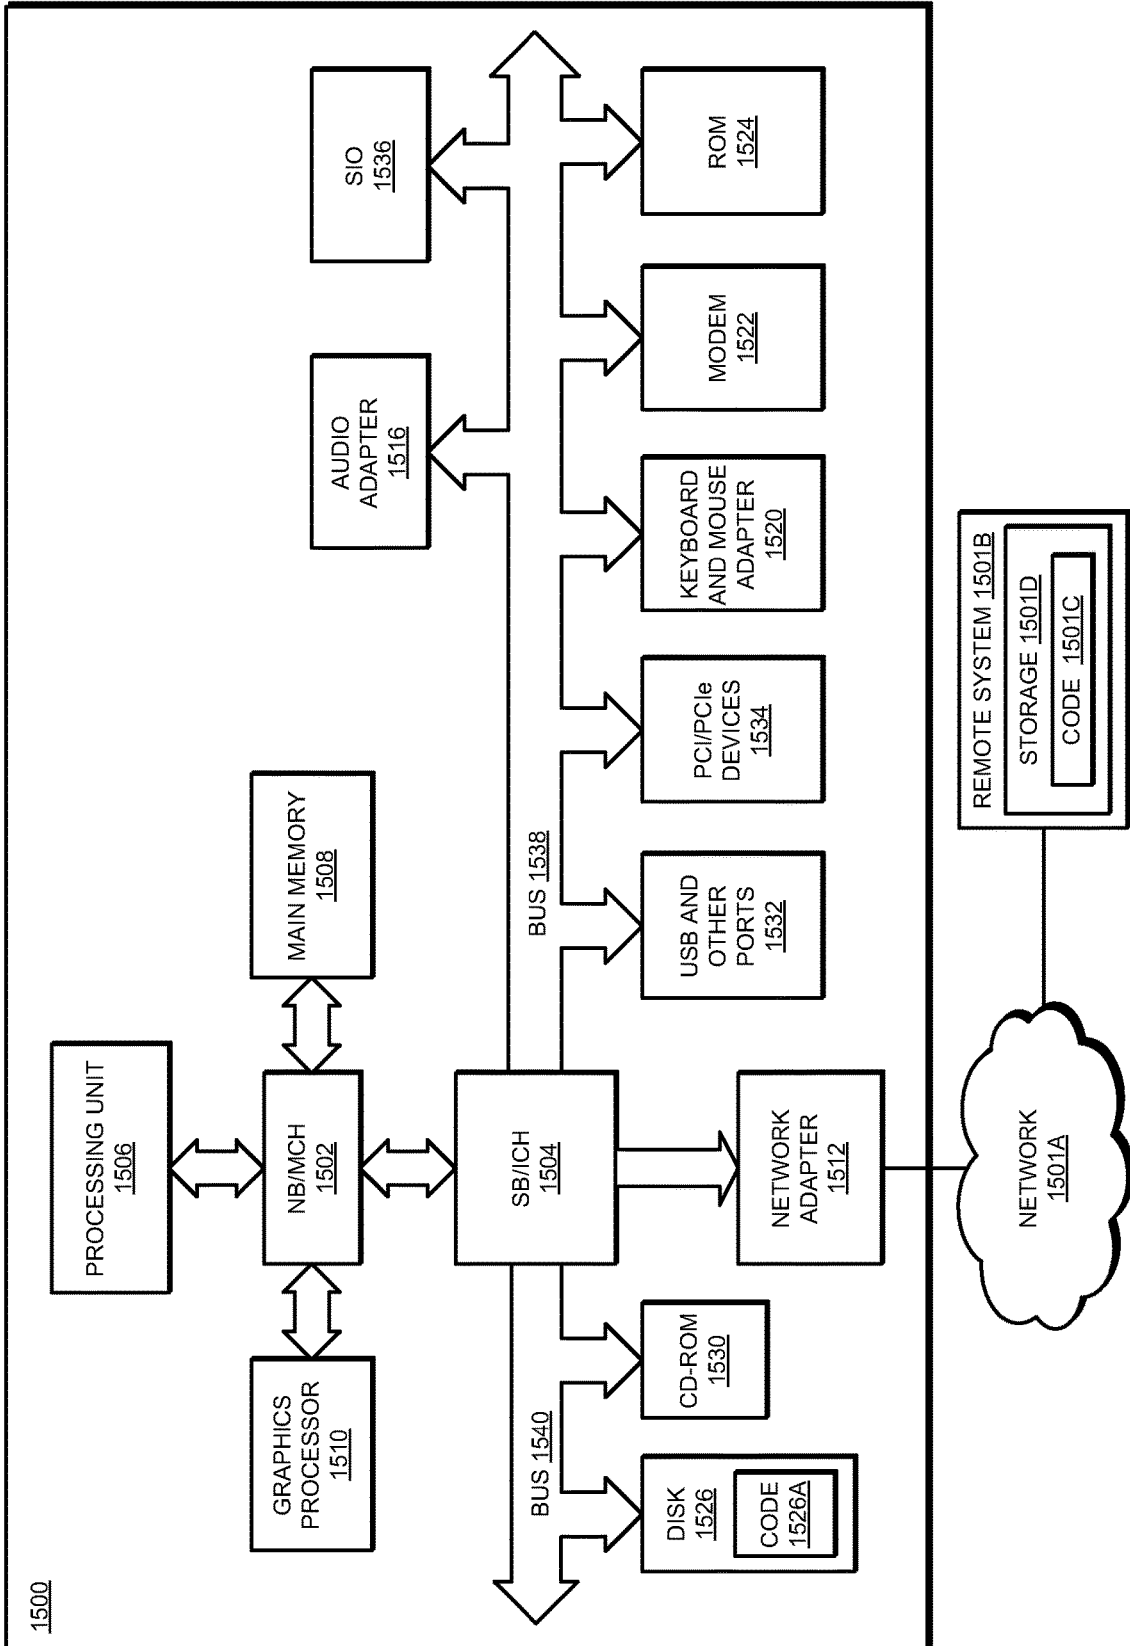 1500
PROCESSING UNIT
1506
GRAPHICS
PROCESSOR
1510
NB/MCH
1502
MAIN MEMORY
1508
AUDIO
ADAPTER
1516
SIO
1536
BUS 1540
SB/ICH
1504
BUS 1538
DISK
1526
CODE
1526A
CD-ROM
1530
NETWORK
ADAPTER
1512
USB AND
OTHER
PORTS
1532
PCI/PCIe
DEVICES
1534
KEYBOARD
AND MOUSE
ADAPTER
1520
MODEM
1522
ROM
1524
NETWORK
1501A
REMOTE SYSTEM 1501B
STORAGE 1501D
CODE 1501C